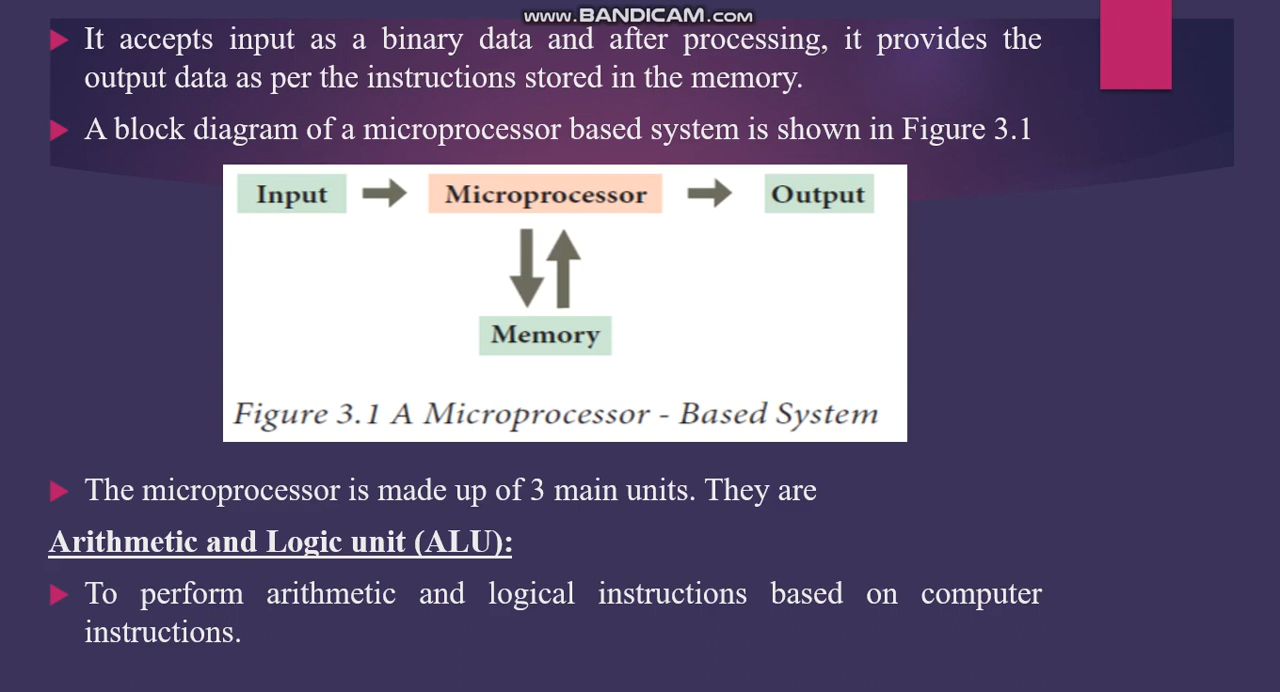 www.BANDICAM.com
It accepts input as a binary data and after processing, it provides the
output data as per the instructions stored in the memory.
A block diagram of a microprocessor based system is shown in Figure 3.1
Input Microprocessor Output
Memory
Figure 3.1 A Microprocessor - Based System
The microprocessor is made up of 3 main units. They are
Arithmetic and Logic unit (ALU):
To perform arithmetic and logical instructions based on computer
instructions.